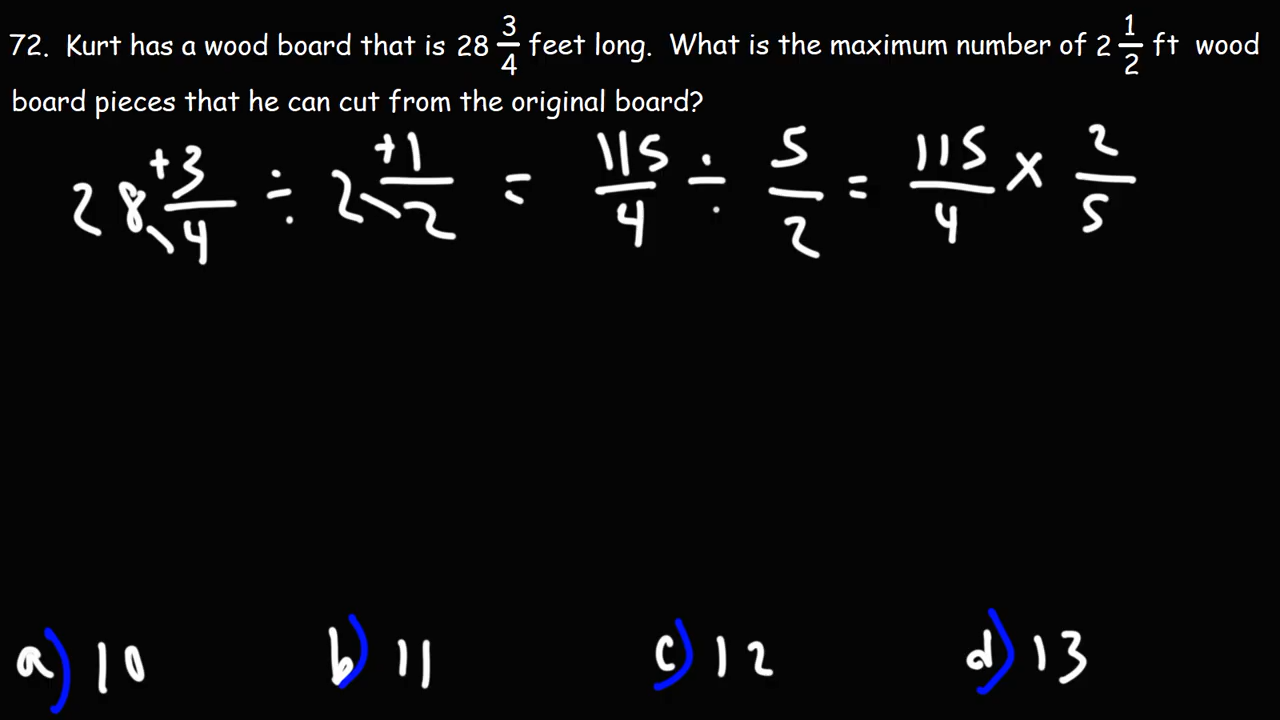 72. Kurt has a wood board that is 28 3/4 feet long. What is the maximum number of 2 1/2 ft wood
board pieces that he can cut from the original board?
28 +3/4 ÷ 2 +1/2 = 115/4 ÷ 5/2 = 115/4 × 2/5
a) 10 b) 11 c) 12 d) 13